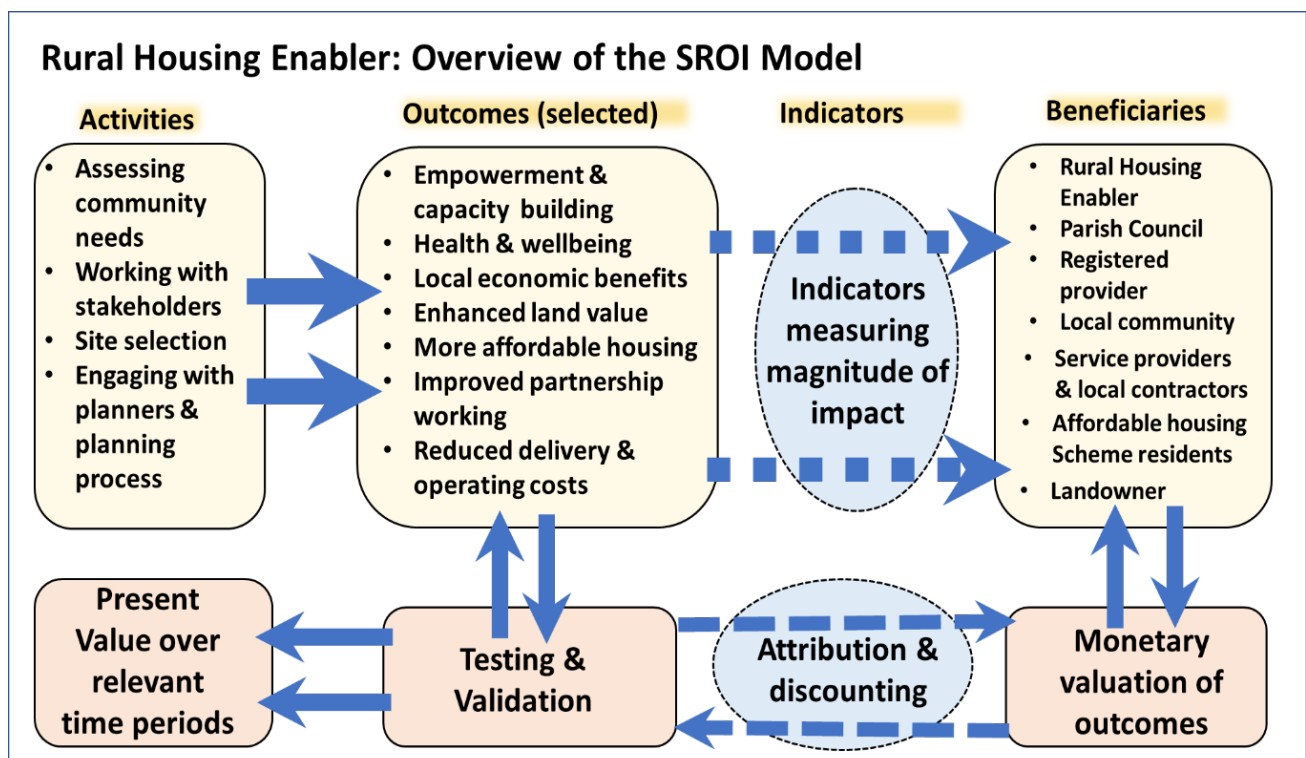 Rural Housing Enabler: Overview of the SROI Model
Activities
• Assessing
community
needs
• Working with
stakeholders
• Site selection
• Engaging with
planners &
planning
process
Outcomes (selected)
• Empowerment &
capacity building
• Health & wellbeing
• Local economic benefits
• Enhanced land value
• More affordable housing
• Improved partnership
working
• Reduced delivery &
operating costs
Indicators
Indicators
measuring
magnitude of
impact
Beneficiaries
• Rural Housing
Enabler
• Parish Council
• Registered
provider
• Local community
• Service providers
& local contractors
• Affordable housing
Scheme residents
• Landowner
Present
Value over
relevant
time periods
Testing &
Validation
Attribution &
discounting
Monetary
valuation of
outcomes